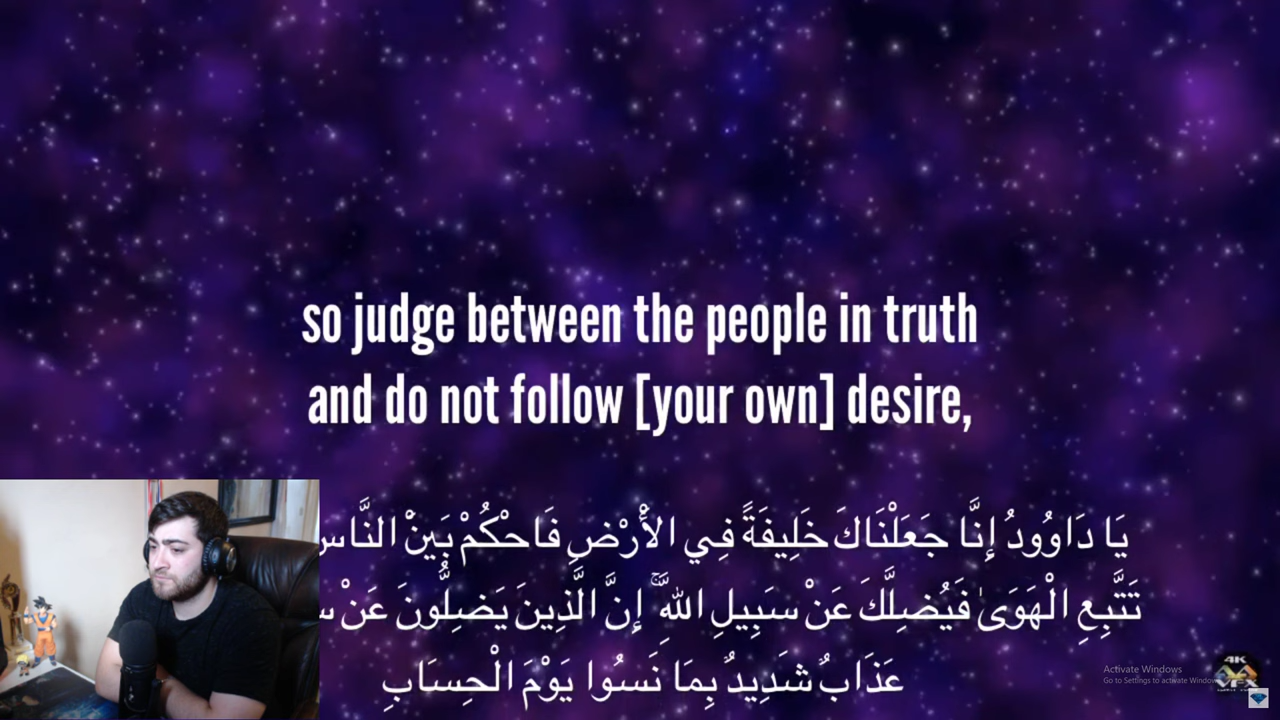 so judge between the people in truth
and do not follow [your own] desire,
يَا دَاوُودُ إِنَّا جَعَلْنَاكَ خَلِيفَةً فِي الْأَرْضِ فَاحْكُمْ بَيْنَ النَّاسِ
تَتَّبِعِ الْهَوَىٰ فَيُضِلَّكَ عَنْ سَبِيلِ اللَّهِ ۚ إِنَّ الَّذِينَ يَضِلُّونَ عَنْ
عَذَابٌ شَدِيدٌ بِمَا نَسُوا يَوْمَ الْحِسَابِ
Activate Windows
Go to Settings to activate Windows
4K